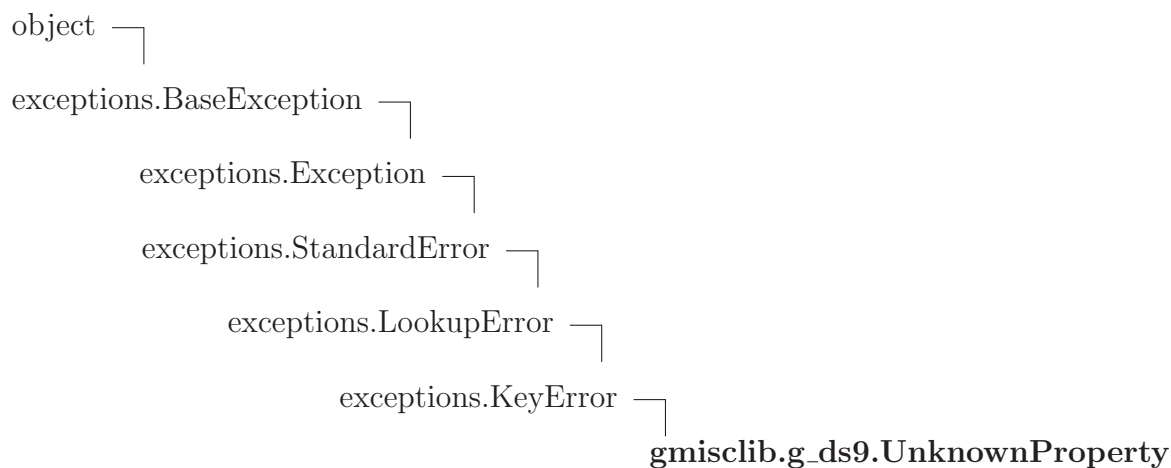 object
exceptions.BaseException
exceptions.Exception
exceptions.StandardError
exceptions.LookupError
exceptions.KeyError
gmisclib.g_ds9.UnknownProperty